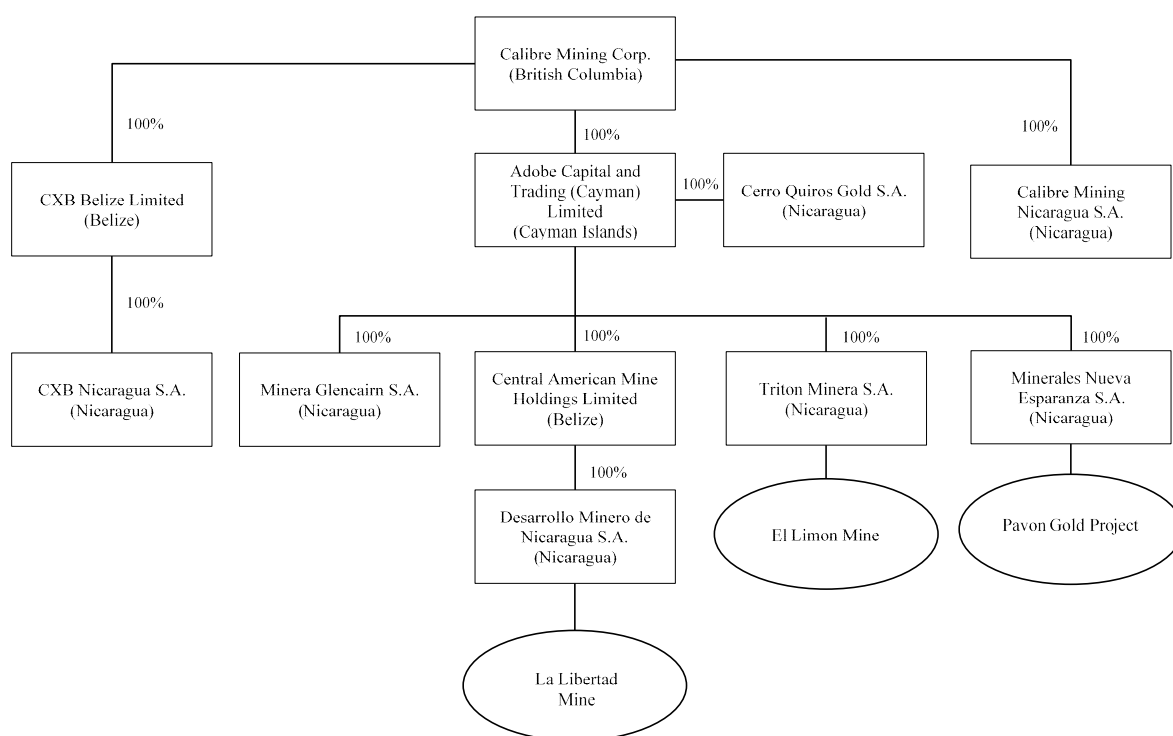 Calibre Mining Corp.
(British Columbia)
100%
100%
100%
CXB Belize Limited
(Belize)
Adobe Capital and
Trading (Cayman)
Limited
(Cayman Islands)
100%
Cerro Quiros Gold S.A.
(Nicaragua)
Calibre Mining
Nicaragua S.A.
(Nicaragua)
100%
100%
100%
100%
100%
CXB Nicaragua S.A.
(Nicaragua)
Minera Glencairn S.A.
(Nicaragua)
Central American Mine
Holdings Limited
(Belize)
Triton Minera S.A.
(Nicaragua)
Minerales Nueva
Esparanza S.A.
(Nicaragua)
100%
Desarrollo Minero de
Nicaragua S.A.
(Nicaragua)
El Limon Mine
Pavon Gold Project
La Libertad
Mine